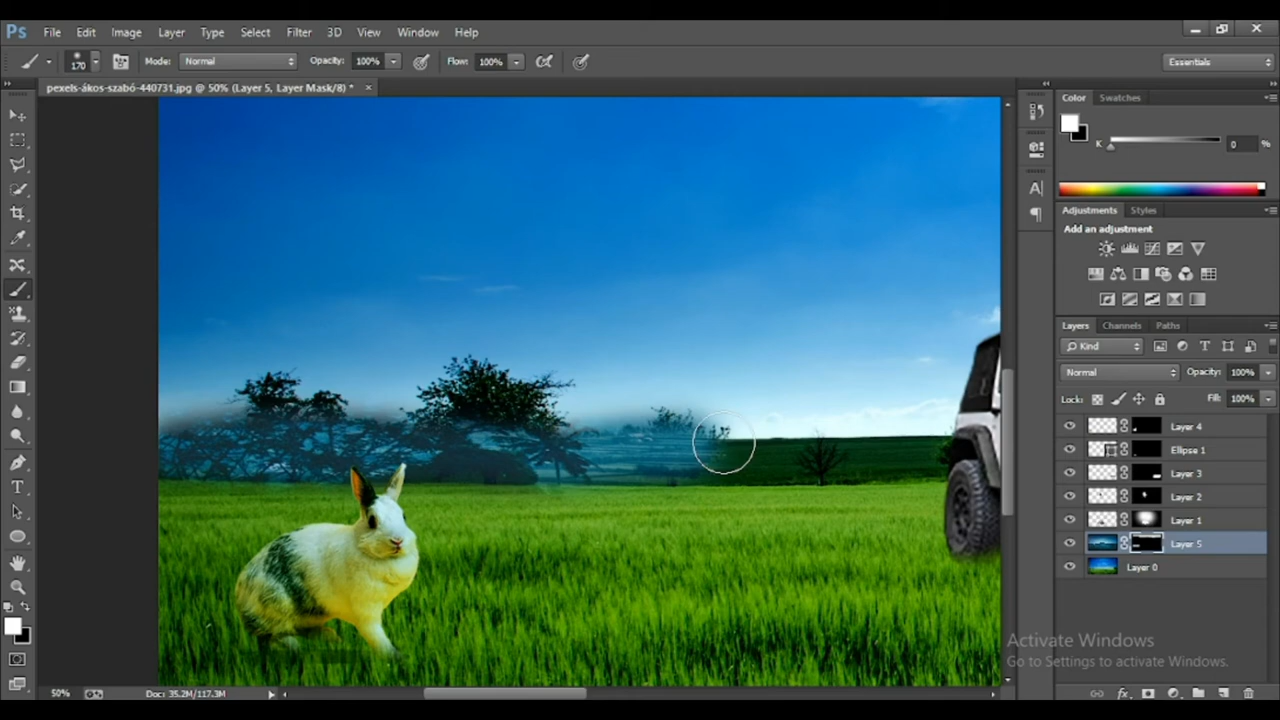 Ps File Edit Image Layer Type Select Filter 3D View Window Help
170 Mode: Normal Opacity: 100% Flow: 100% Essentials
pexels-ákos-szabó-440731.jpg @ 50% (Layer 5, Layer Mask/8) * ×
Color Swatches
K 0 %
Adjustments Styles
Add an adjustment
Layers Channels Paths
Kind
Normal Opacity: 100%
Lock: Fill: 100%
Layer 4
Ellipse 1
Layer 3
Layer 2
Layer 1
Layer 5
Layer 0
Activate Windows
Go to Settings to activate Windows.
50% Doc: 35.2M/117.3M